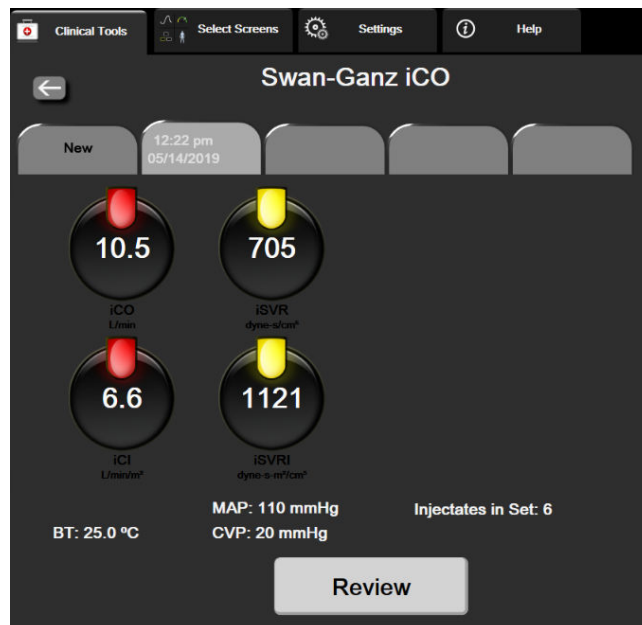 Clinical Tools
Select Screens
Settings
Help
Swan-Ganz iCO
New
12:22 pm
05/14/2019
10.5
iCO
L/min
705
iSVR
dyne-s/cm⁵
6.6
iCI
L/min/m²
1121
iSVRI
dyne-s-m²/cm⁵
BT: 25.0 ºC
MAP: 110 mmHg
CVP: 20 mmHg
Injectates in Set: 6
Review